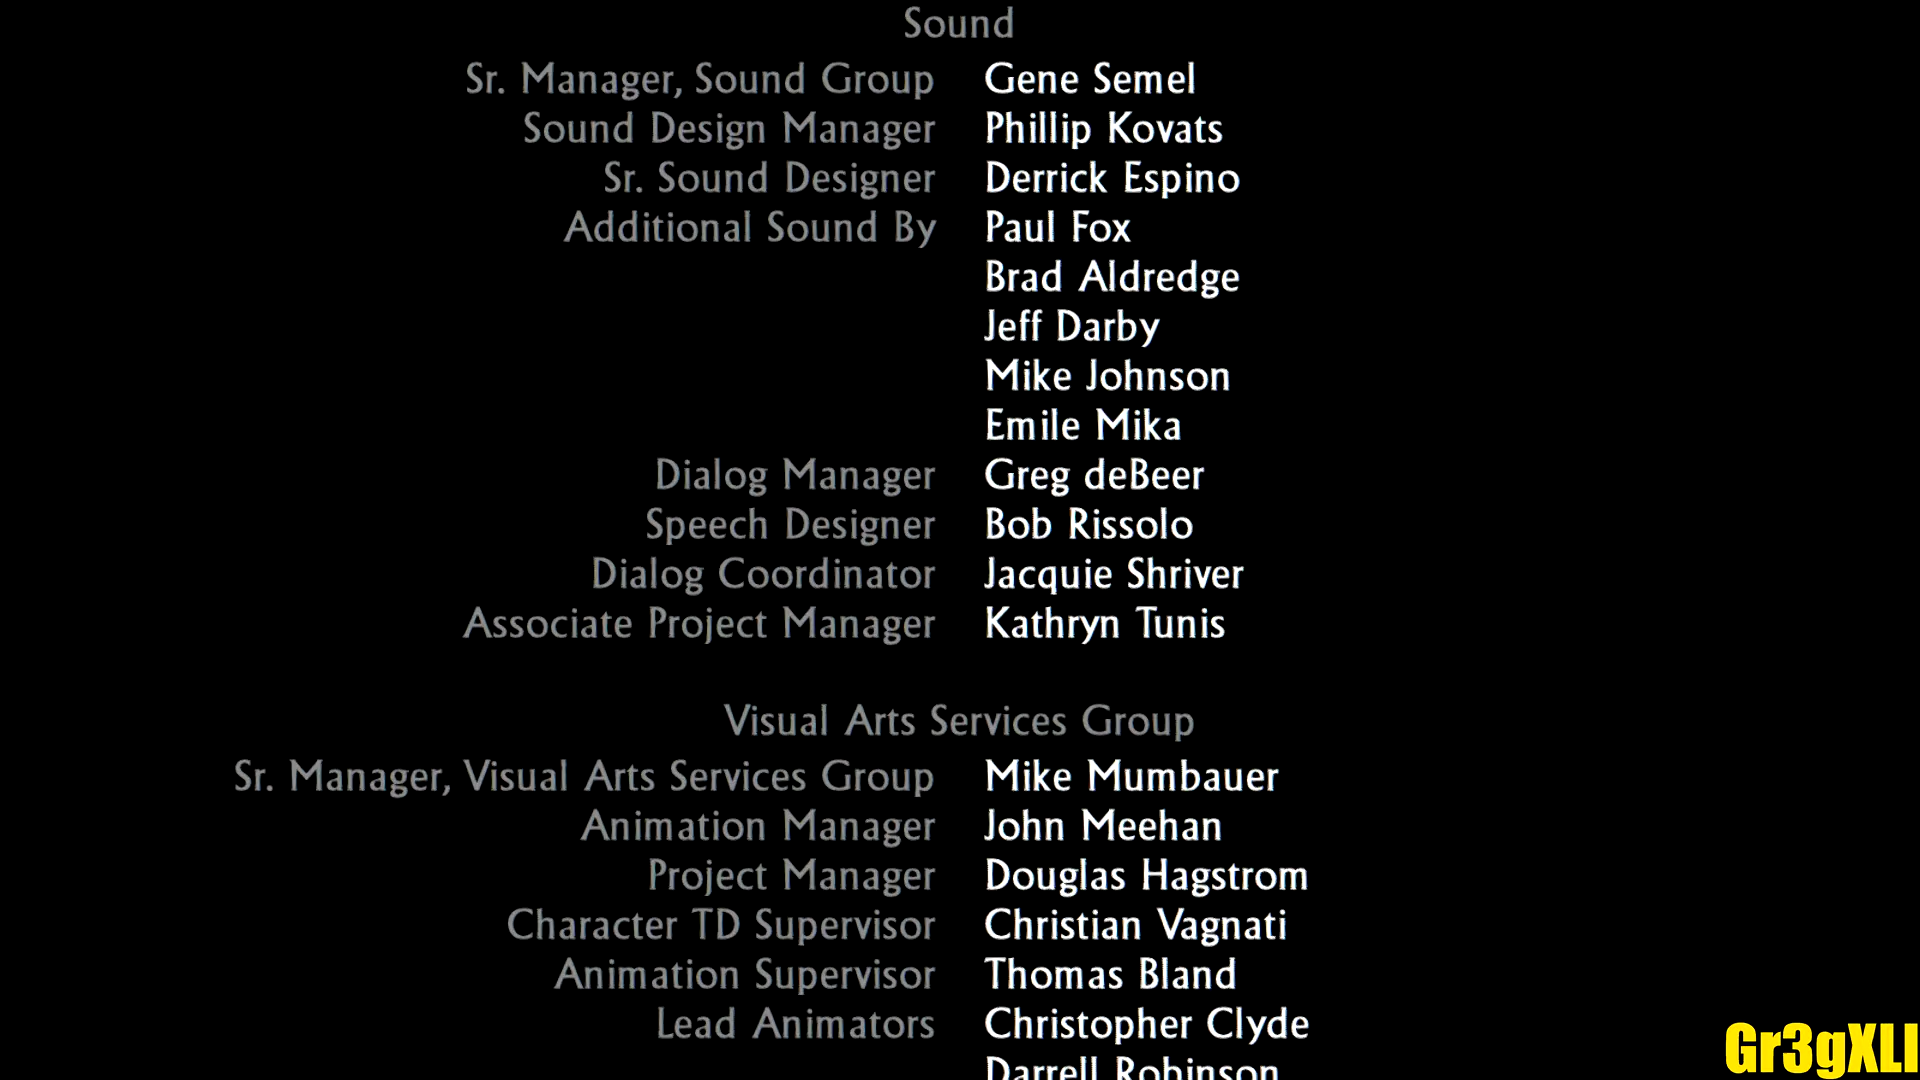 Sound
Sr. Manager, Sound Group Gene Semel
Sound Design Manager Phillip Kovats
Sr. Sound Designer Derrick Espino
Additional Sound By Paul Fox
Brad Aldredge
Jeff Darby
Mike Johnson
Emile Mika
Dialog Manager Greg deBeer
Speech Designer Bob Rissolo
Dialog Coordinator Jacquie Shriver
Associate Project Manager Kathryn Tunis
Visual Arts Services Group
Sr. Manager, Visual Arts Services Group Mike Mumbauer
Animation Manager John Meehan
Project Manager Douglas Hagstrom
Character TD Supervisor Christian Vagnati
Animation Supervisor Thomas Bland
Lead Animators Christopher Clyde
Darrell Robinson
Gr3gXLI